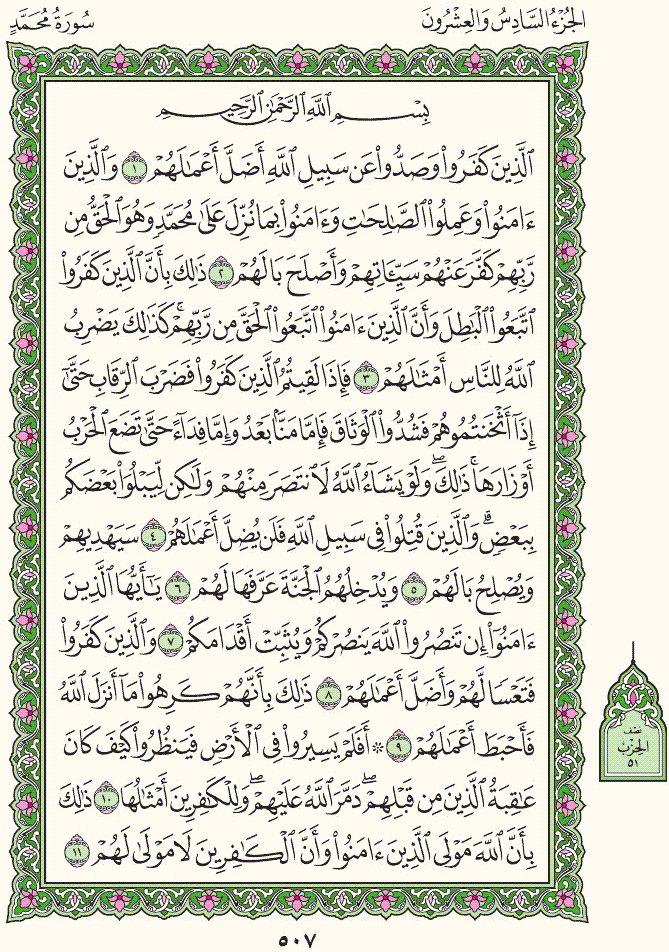 الجُزْءُ السَّادِسُ وَالعِشْرُونَ
سُورَةُ مُحَمَّدٍ
بِسْمِ ٱللَّهِ ٱلرَّحْمَٰنِ ٱلرَّحِيمِ
ٱلَّذِينَ كَفَرُواْ وَصَدُّواْ عَن سَبِيلِ ٱللَّهِ أَضَلَّ أَعْمَٰلَهُمْ ١ وَٱلَّذِينَ
ءَامَنُواْ وَعَمِلُواْ ٱلصَّٰلِحَٰتِ وَءَامَنُواْ بِمَا نُزِّلَ عَلَىٰ مُحَمَّدٍ وَهُوَ ٱلْحَقُّ مِن
رَّبِّهِمْ كَفَّرَ عَنْهُمْ سَيِّـَٔاتِهِمْ وَأَصْلَحَ بَالَهُمْ ٢ ذَٰلِكَ بِأَنَّ ٱلَّذِينَ كَفَرُواْ
ٱتَّبَعُواْ ٱلْبَٰطِلَ وَأَنَّ ٱلَّذِينَ ءَامَنُواْ ٱتَّبَعُواْ ٱلْحَقَّ مِن رَّبِّهِمْۚ كَذَٰلِكَ يَضْرِبُ
ٱللَّهُ لِلنَّاسِ أَمْثَٰلَهُمْ ٣ فَإِذَا لَقِيتُمُ ٱلَّذِينَ كَفَرُواْ فَضَرْبَ ٱلرِّقَابِ حَتَّىٰٓ
إِذَآ أَثْخَنتُمُوهُمْ فَشُدُّواْ ٱلْوَثَاقَ فَإِمَّا مَنَّۢا بَعْدُ وَإِمَّا فِدَآءً حَتَّىٰ تَضَعَ ٱلْحَرْبُ
أَوْزَارَهَاۚ ذَٰلِكَۖ وَلَوْ يَشَآءُ ٱللَّهُ لَٱنتَصَرَ مِنْهُمْ وَلَٰكِن لِّيَبْلُوَاْ بَعْضَكُم
بِبَعْضٍۗ وَٱلَّذِينَ قُتِلُواْ فِي سَبِيلِ ٱللَّهِ فَلَن يُضِلَّ أَعْمَٰلَهُمْ ٤ سَيَهْدِيهِمْ
وَيُصْلِحُ بَالَهُمْ ٥ وَيُدْخِلُهُمُ ٱلْجَنَّةَ عَرَّفَهَا لَهُمْ ٦ يَٰٓأَيُّهَا ٱلَّذِينَ
ءَامَنُوٓاْ إِن تَنصُرُواْ ٱللَّهَ يَنصُرْكُمْ وَيُثَبِّتْ أَقْدَامَكُمْ ٧ وَٱلَّذِينَ كَفَرُواْ
فَتَعْسًا لَّهُمْ وَأَضَلَّ أَعْمَٰلَهُمْ ٨ ذَٰلِكَ بِأَنَّهُمْ كَرِهُواْ مَآ أَنزَلَ ٱللَّهُ
فَأَحْبَطَ أَعْمَٰلَهُمْ ٩ ۞ أَفَلَمْ يَسِيرُواْ فِي ٱلْأَرْضِ فَيَنظُرُواْ كَيْفَ كَانَ
عَٰقِبَةُ ٱلَّذِينَ مِن قَبْلِهِمْۖ دَمَّرَ ٱللَّهُ عَلَيْهِمْۖ وَلِلْكَٰفِرِينَ أَمْثَٰلُهَا ١٠ ذَٰلِكَ
بِأَنَّ ٱللَّهَ مَوْلَى ٱلَّذِينَ ءَامَنُواْ وَأَنَّ ٱلْكَٰفِرِينَ لَا مَوْلَىٰ لَهُمْ ١١
نصف
الحزب
٥١
٥٠٧